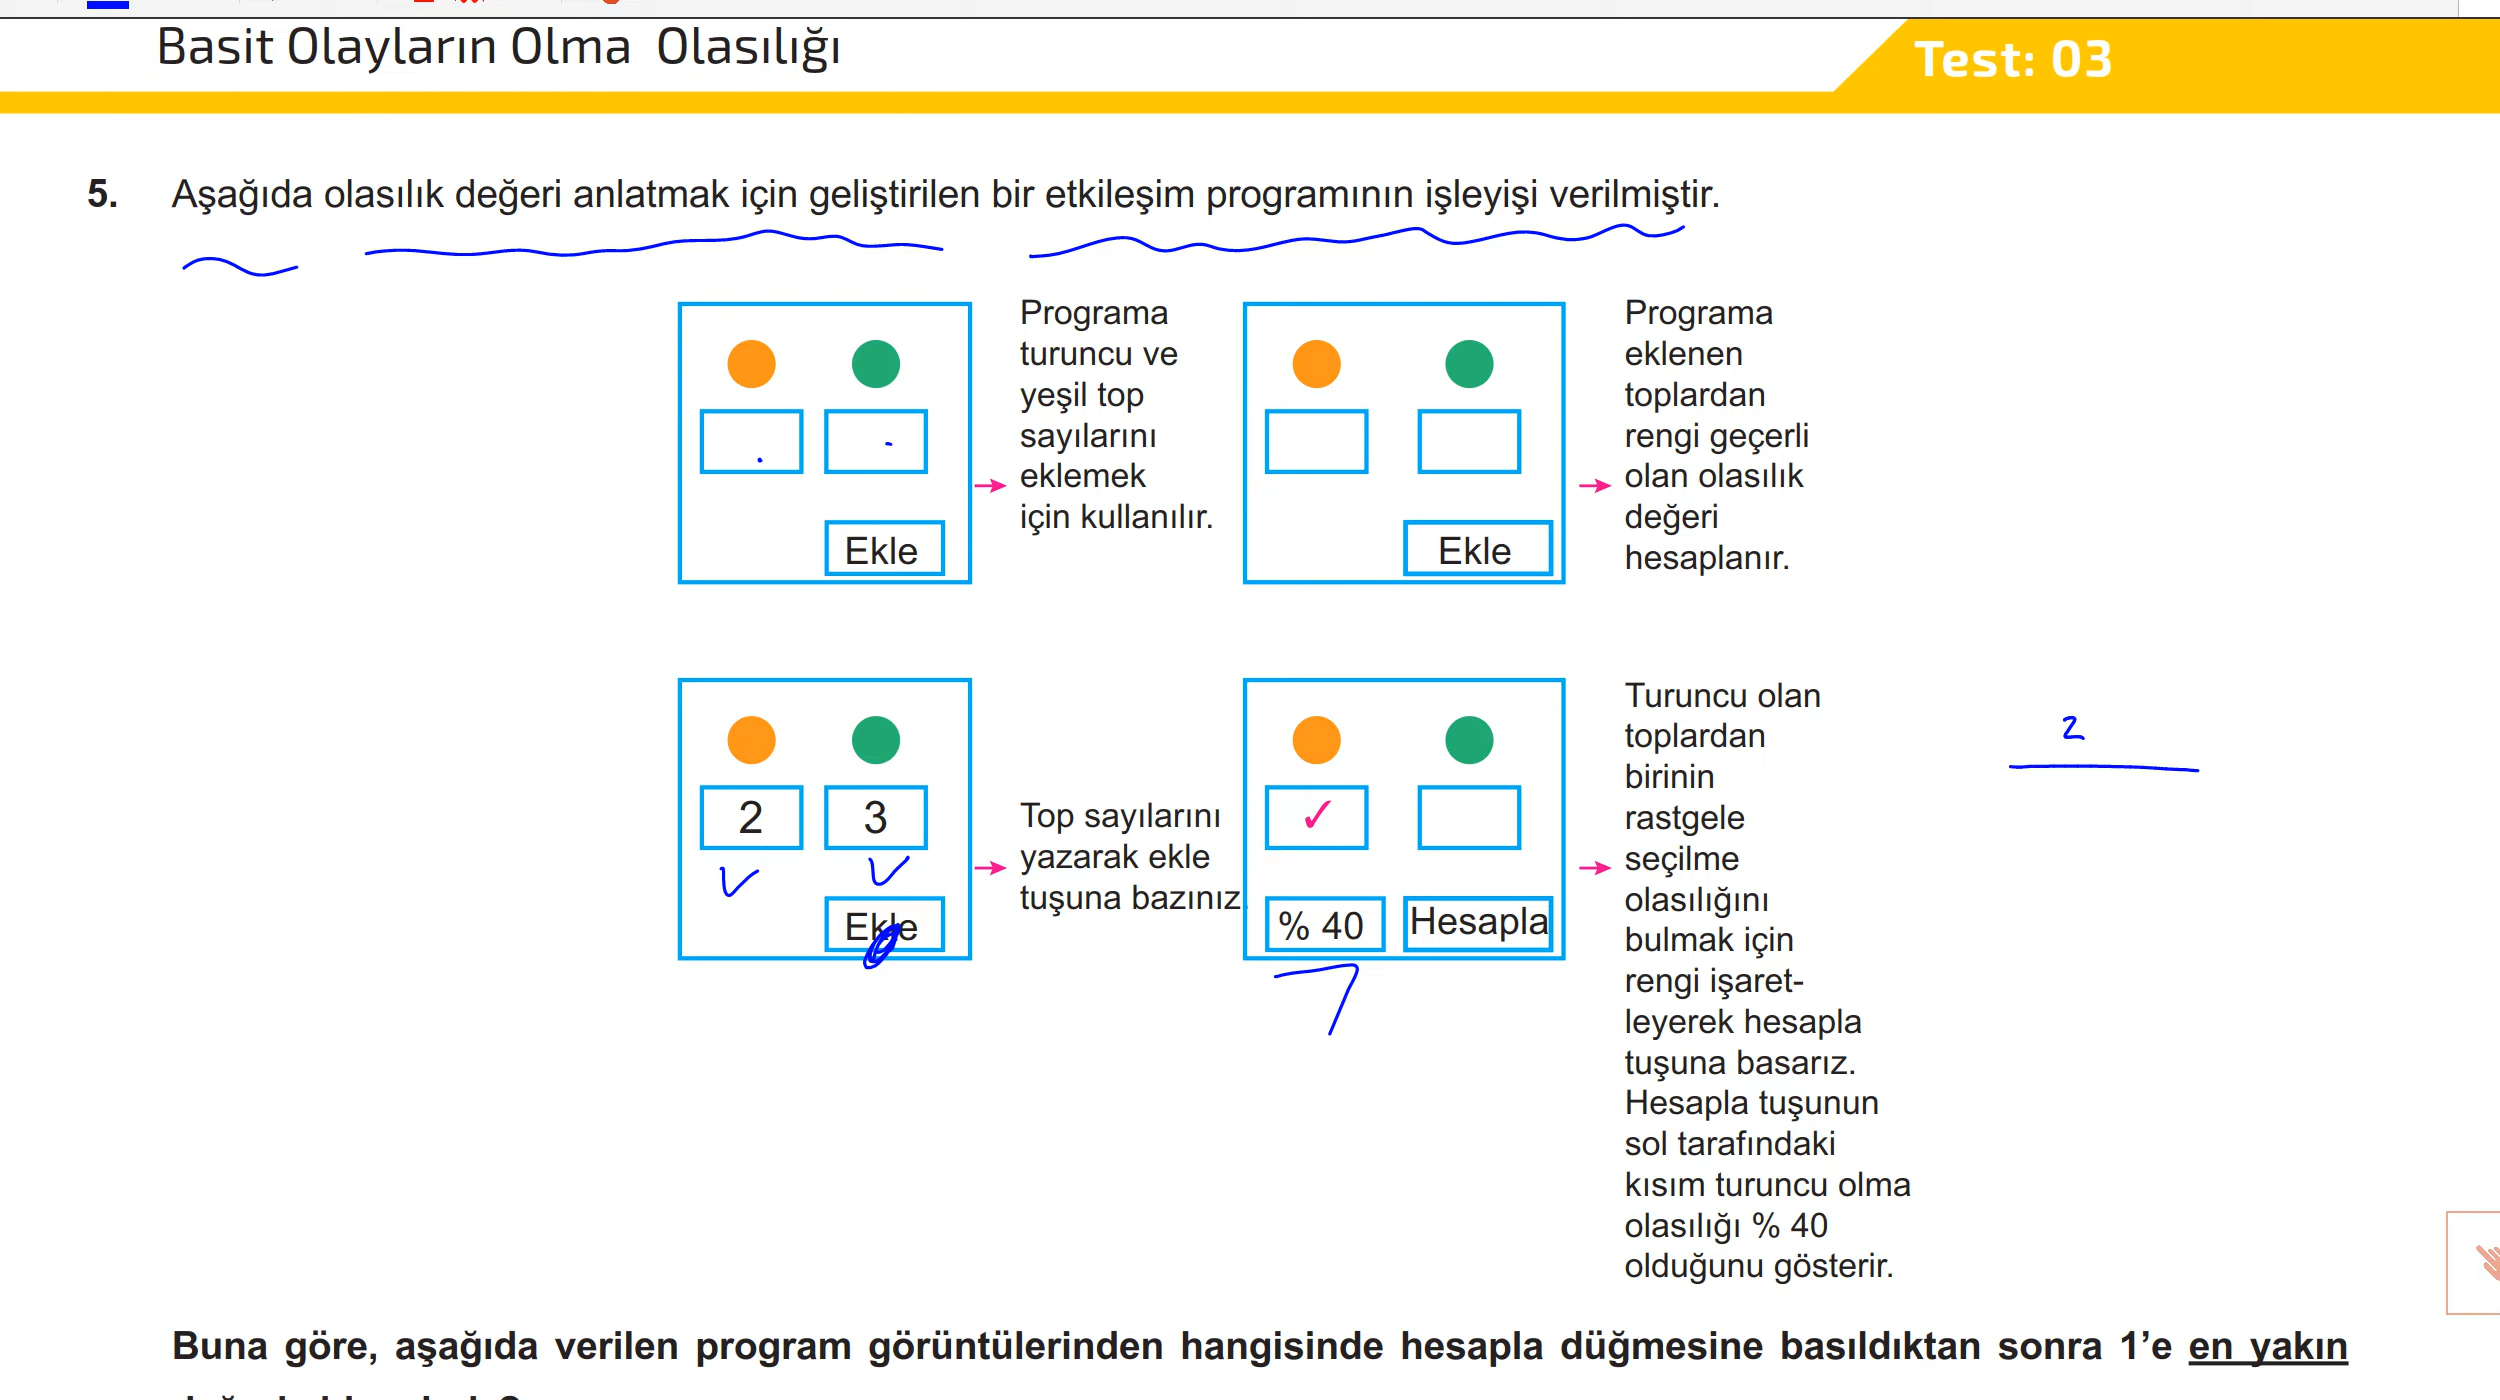 Basit Olayların Olma Olasılığı
Test: 03
5. Aşağıda olasılık değeri anlatmak için geliştirilen bir etkileşim programının işleyişi verilmiştir.
Ekle
Programa
turuncu ve
yeşil top
sayılarını
eklemek
için kullanılır.
Ekle
Programa
eklenen
toplardan
rengi geçerli
olan olasılık
değeri
hesaplanır.
2 3
Ekle
Top sayılarını
yazarak ekle
tuşuna bazınız.
✓
% 40 Hesapla
Turuncu olan
toplardan
birinin
rastgele
seçilme
olasılığını
bulmak için
rengi işaret-
leyerek hesapla
tuşuna basarız.
Hesapla tuşunun
sol tarafındaki
kısım turuncu olma
olasılığı % 40
olduğunu gösterir.
2
Buna göre, aşağıda verilen program görüntülerinden hangisinde hesapla düğmesine basıldıktan sonra 1’e en yakın